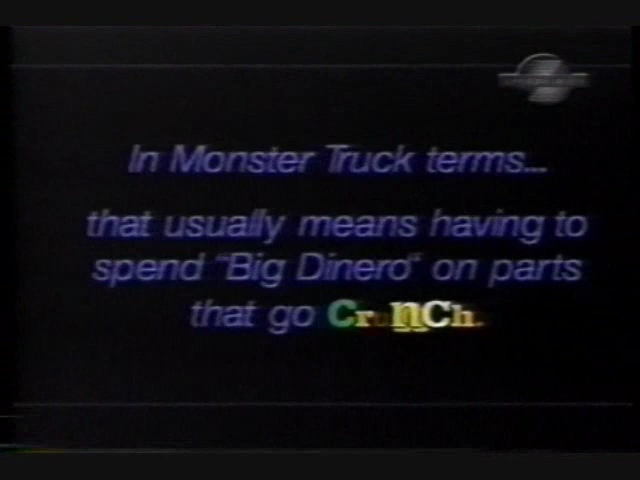 In Monster Truck terms...
that usually means having to
spend "Big Dinero" on parts
that go CrunCh.